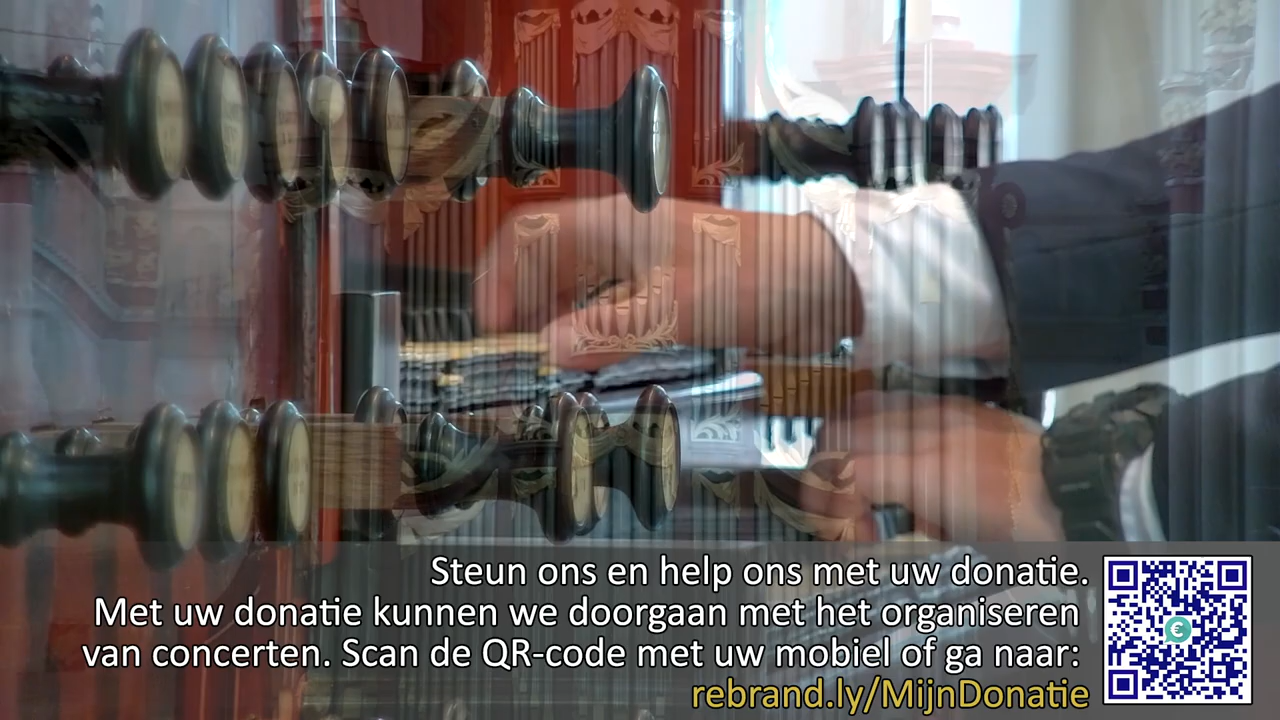 Steun ons en help ons met uw donatie.
Met uw donatie kunnen we doorgaan met het organiseren
van concerten. Scan de QR-code met uw mobiel of ga naar:
rebrand.ly/MijnDonatie
€